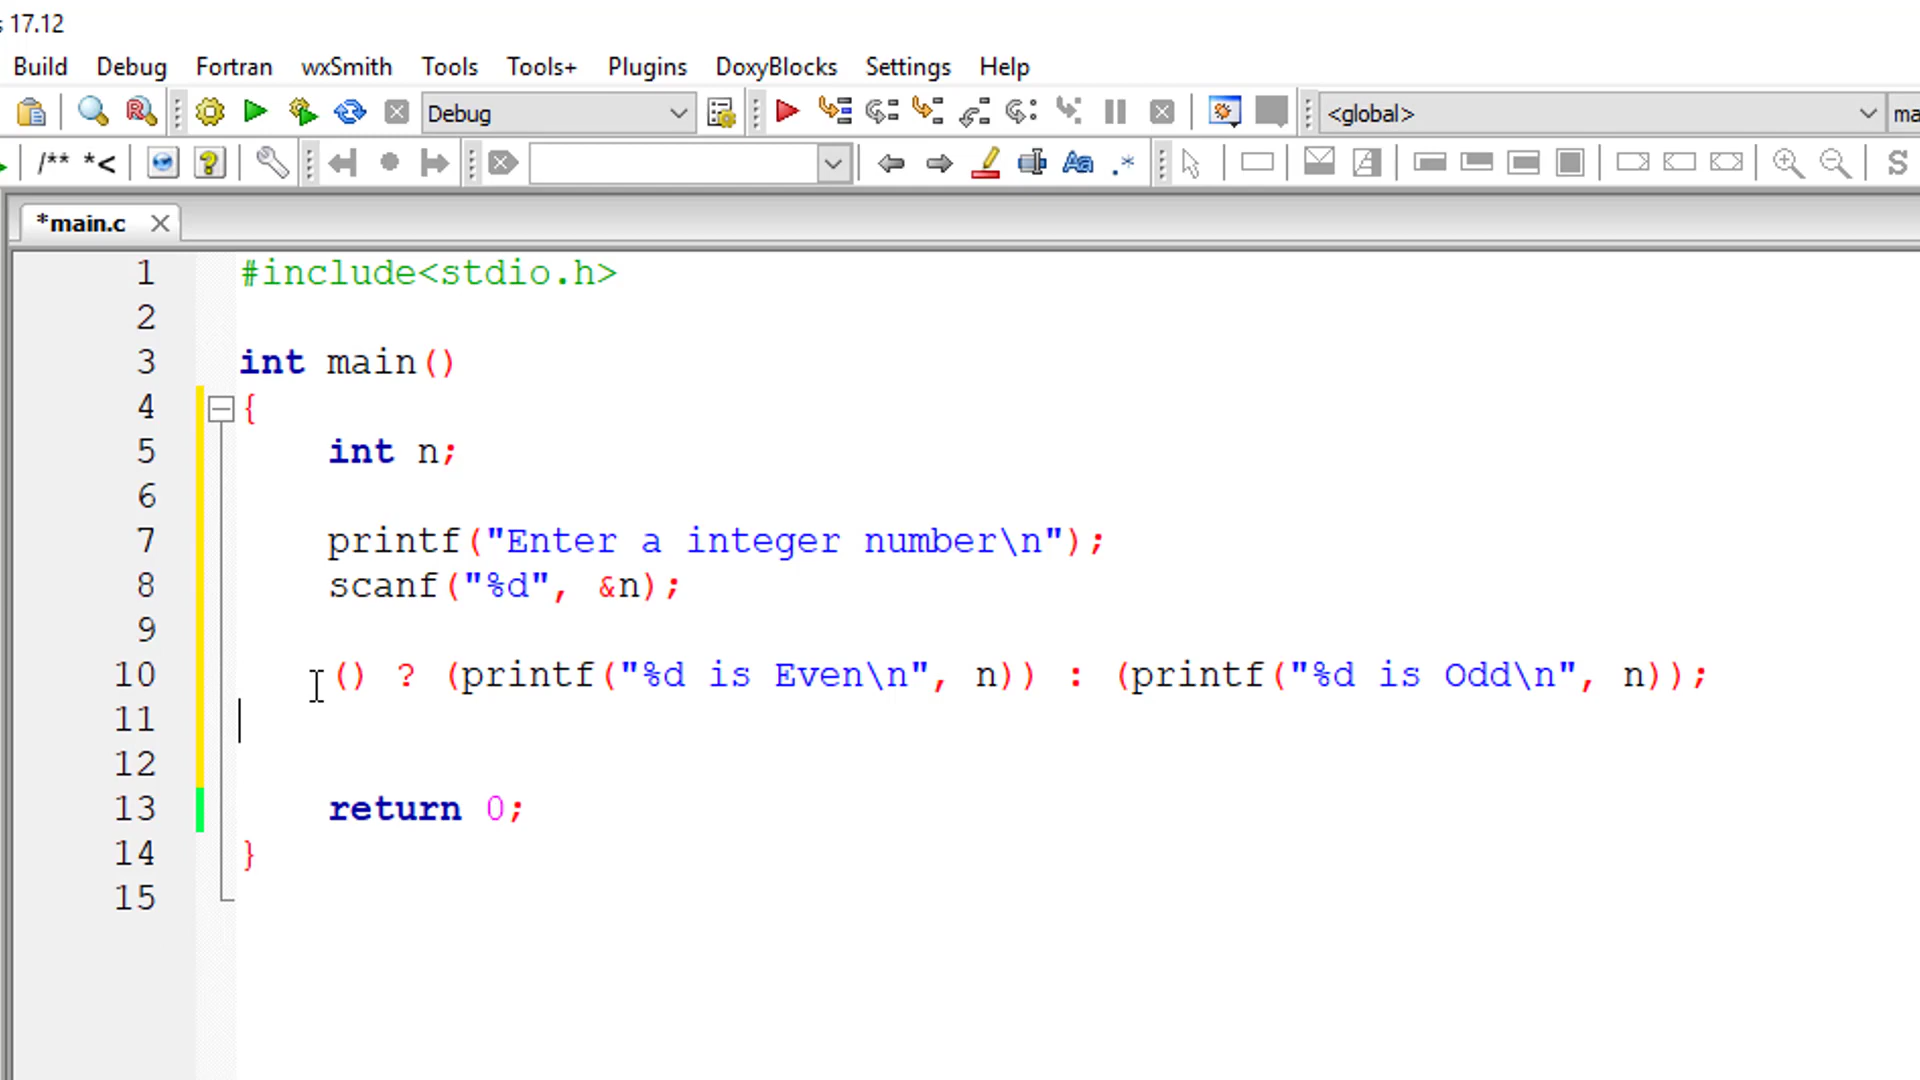 s 17.12
Build Debug Fortran wxSmith Tools Tools+ Plugins DoxyBlocks Settings Help
Debug <global> ma
/** *< Aa .* S
*main.c
1 #include<stdio.h>
2
3 int main()
4 {
5 int n;
6
7 printf("Enter a integer number\n");
8 scanf("%d", &n);
9
10 () ? (printf("%d is Even\n", n)) : (printf("%d is Odd\n", n));
11
12
13 return 0;
14 }
15